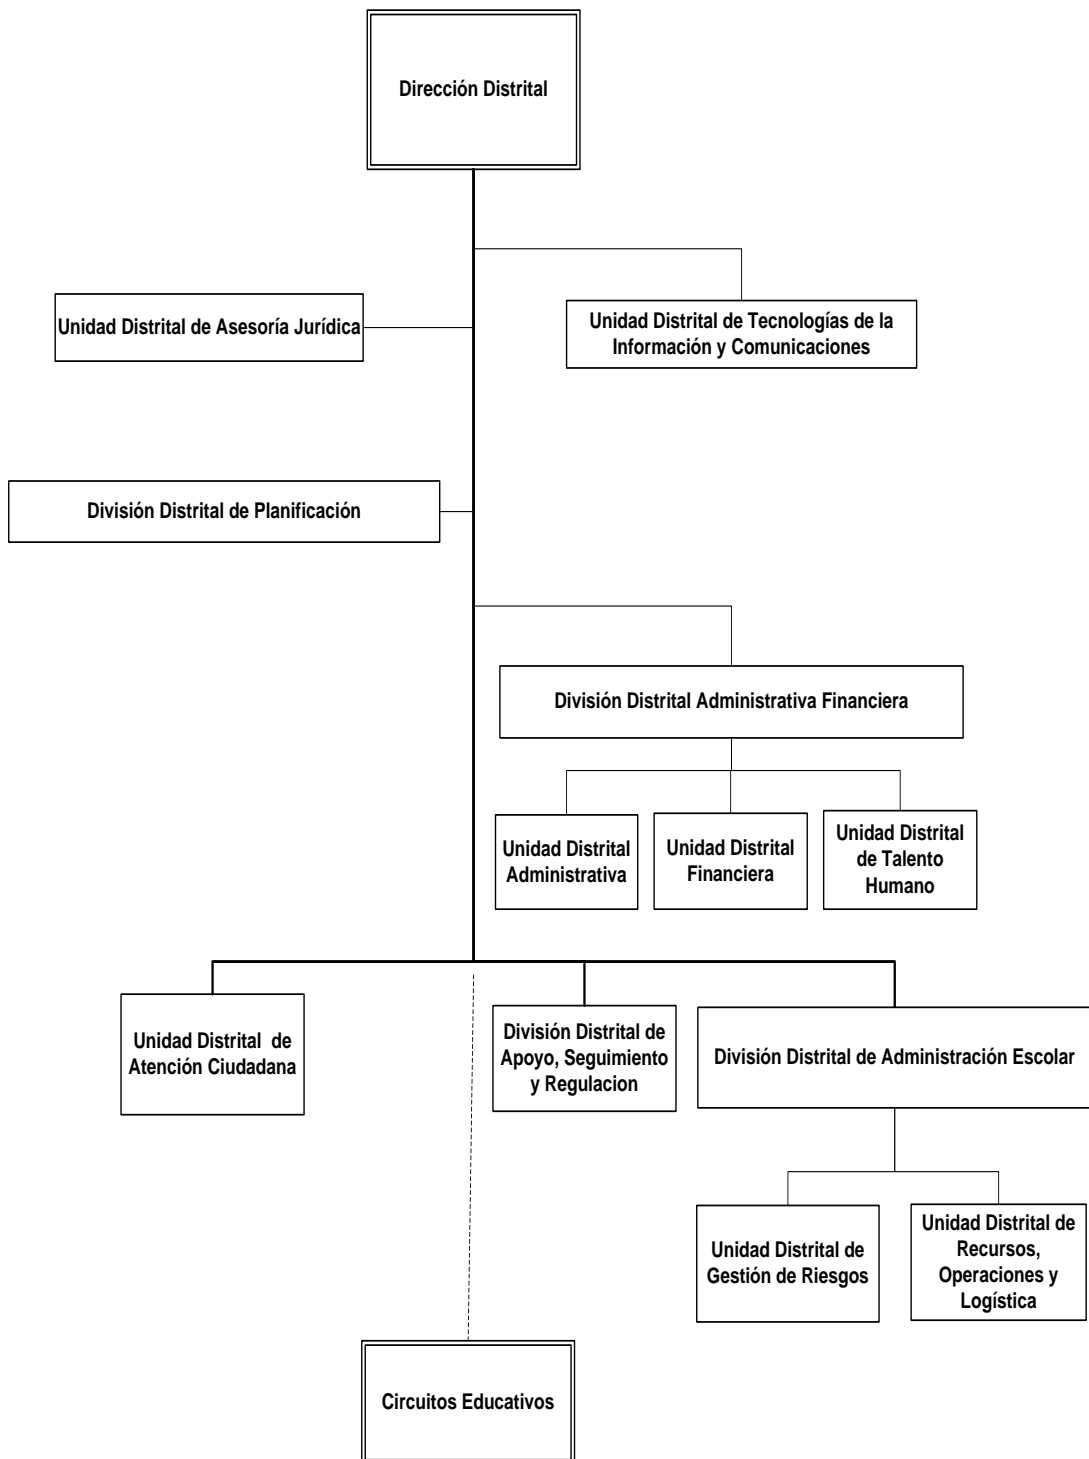 Dirección Distrital
Unidad Distrital de Asesoría Jurídica
Unidad Distrital de Tecnologías de la
Información y Comunicaciones
División Distrital de Planificación
División Distrital Administrativa Financiera
Unidad Distrital
Administrativa
Unidad Distrital
Financiera
Unidad Distrital
de Talento
Humano
Unidad Distrital  de
Atención Ciudadana
División Distrital de
Apoyo, Seguimiento
y Regulacion
División Distrital de Administración Escolar
Unidad Distrital de
Gestión de Riesgos
Unidad Distrital de
Recursos,
Operaciones y
Logística
Circuitos Educativos